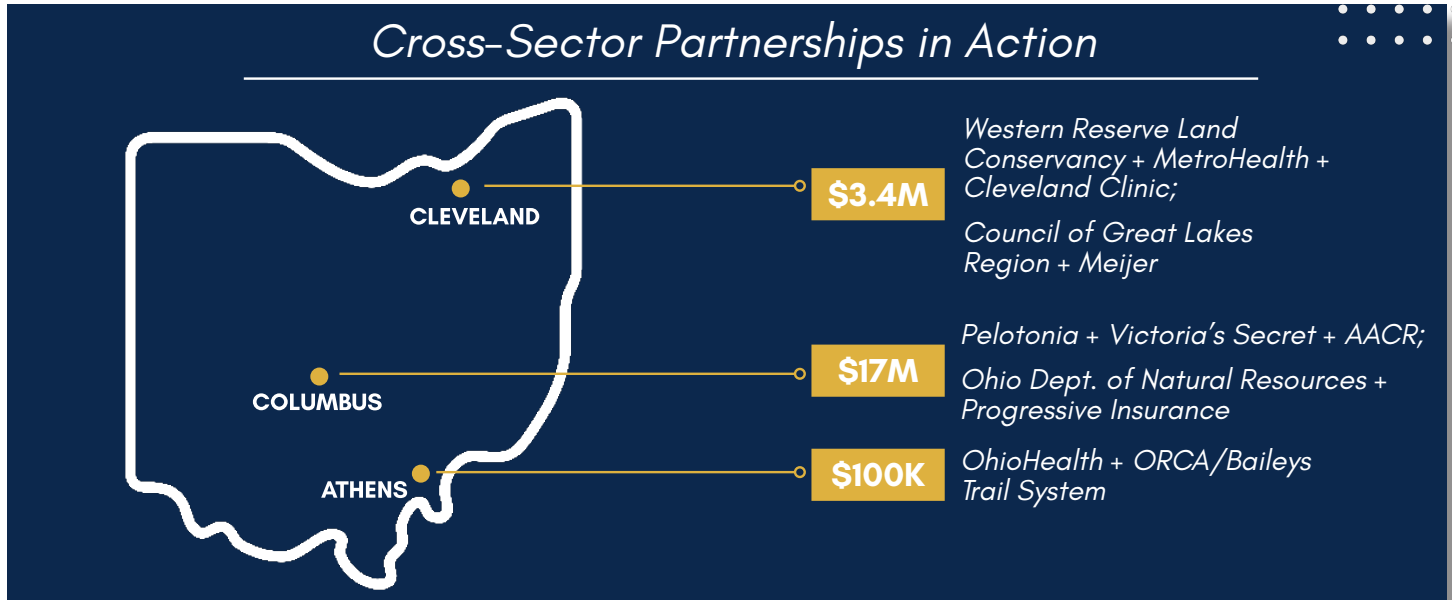 Cross-Sector Partnerships in Action
CLEVELAND
$3.4M
Western Reserve Land
Conservancy + MetroHealth +
Cleveland Clinic;
Council of Great Lakes
Region + Meijer
COLUMBUS
$17M
Pelotonia + Victoria's Secret + AACR;
Ohio Dept. of Natural Resources +
Progressive Insurance
ATHENS
$100K
OhioHealth + ORCA/Baileys
Trail System